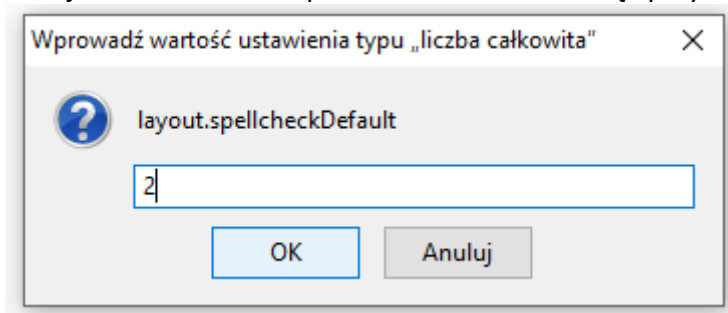 Wprowadź wartość ustawienia typu „liczba całkowita”
layout.spellcheckDefault
2
OK Anuluj